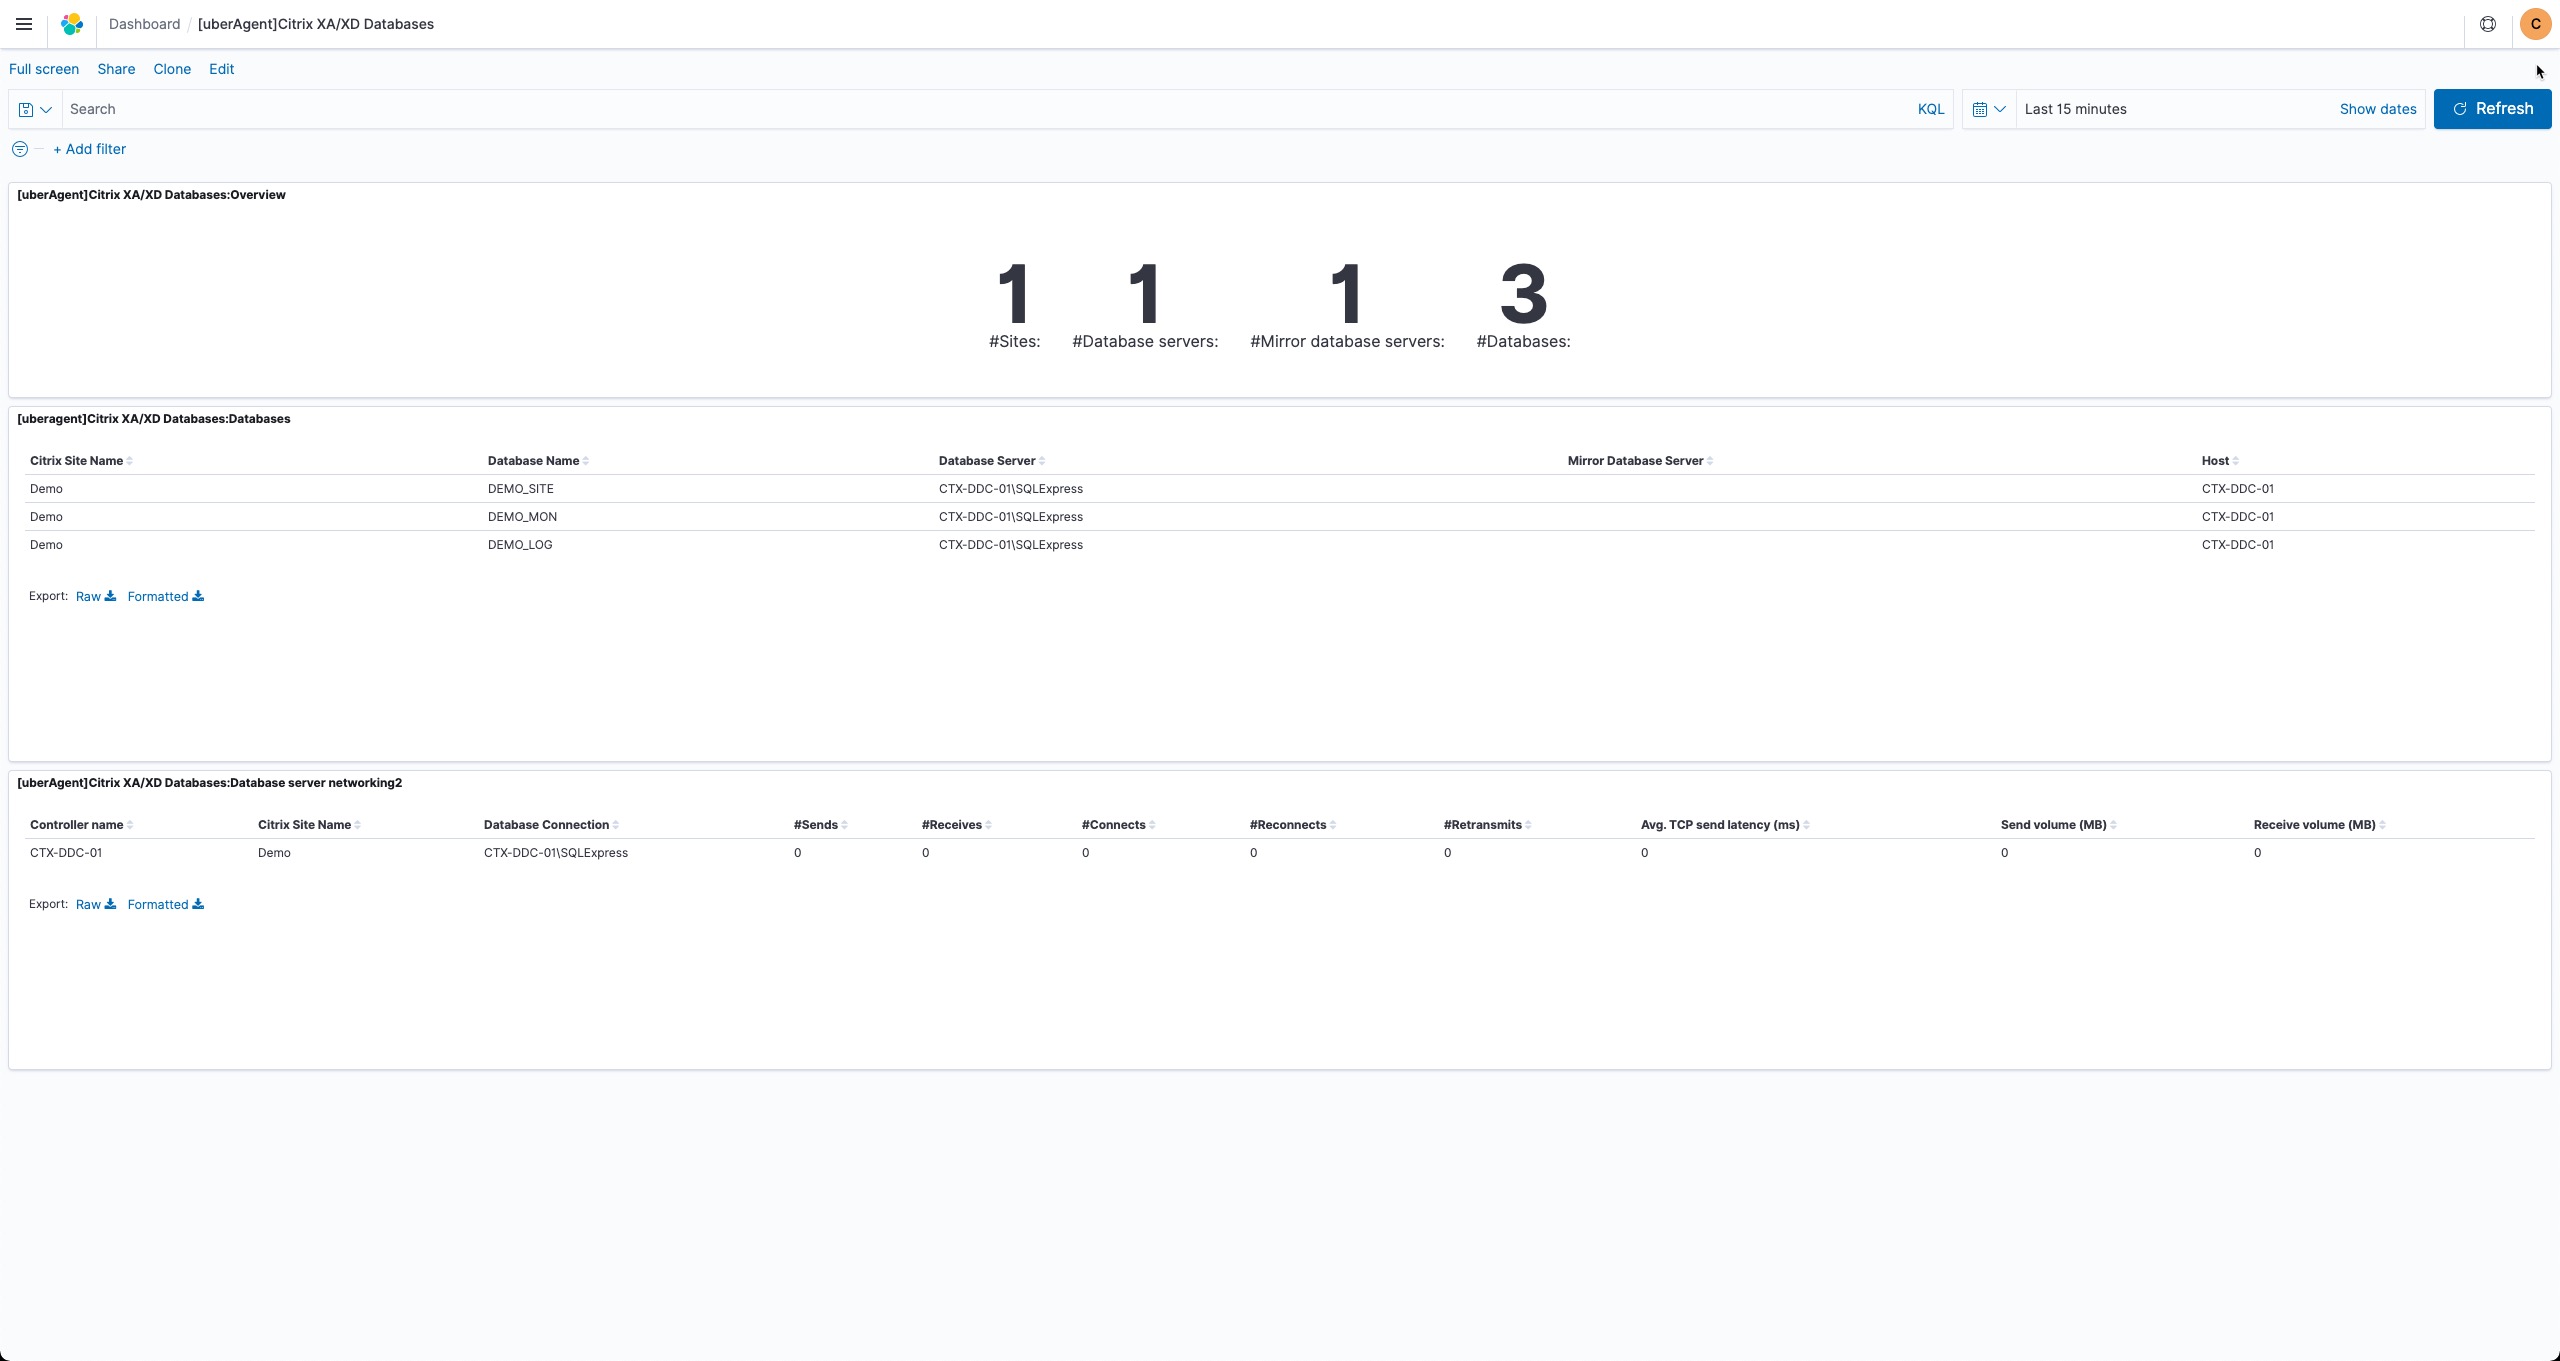 Dashboard / [uberAgent]Citrix XA/XD Databases
C
Full screen Share Clone Edit
Search KQL Last 15 minutes Show dates Refresh
+ Add filter
[uberAgent]Citrix XA/XD Databases:Overview
1 1 1 3
#Sites: #Database servers: #Mirror database servers: #Databases:
[uberagent]Citrix XA/XD Databases:Databases
Citrix Site Name Database Name Database Server Mirror Database Server Host
Demo DEMO_SITE CTX-DDC-01\SQLExpress CTX-DDC-01
Demo DEMO_MON CTX-DDC-01\SQLExpress CTX-DDC-01
Demo DEMO_LOG CTX-DDC-01\SQLExpress CTX-DDC-01
Export: Raw Formatted
[uberAgent]Citrix XA/XD Databases:Database server networking2
Controller name Citrix Site Name Database Connection #Sends #Receives #Connects #Reconnects #Retransmits Avg. TCP send latency (ms) Send volume (MB) Receive volume (MB)
CTX-DDC-01 Demo CTX-DDC-01\SQLExpress 0 0 0 0 0 0 0 0
Export: Raw Formatted